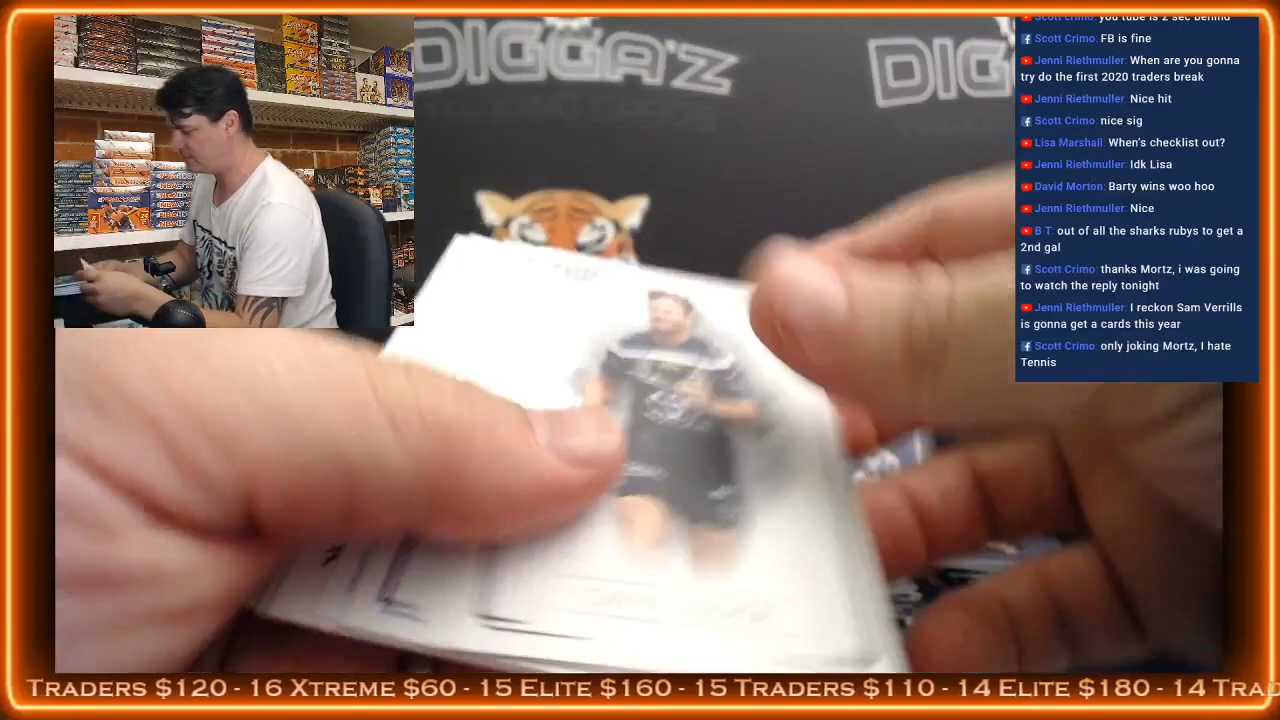 DIGGA'Z
DIG
Scott Crimo: you tube is 2 sec behind
Scott Crimo: FB is fine
Jenni Riethmuller: When are you gonna
try do the first 2020 traders break
Jenni Riethmuller: Nice hit
Scott Crimo: nice sig
Lisa Marshall: When's checklist out?
Jenni Riethmuller: Idk Lisa
David Morton: Barty wins woo hoo
Jenni Riethmuller: Nice
B T: out of all the sharks rubys to get a
2nd gal
Scott Crimo: thanks Mortz, i was going
to watch the reply tonight
Jenni Riethmuller: I reckon Sam Verrills
is gonna get a cards this year
Scott Crimo: only joking Mortz, I hate
Tennis
Traders $120 - 16 Xtreme $60 - 15 Elite $160 - 15 Traders $110 - 14 Elite $180 - 14 Trad